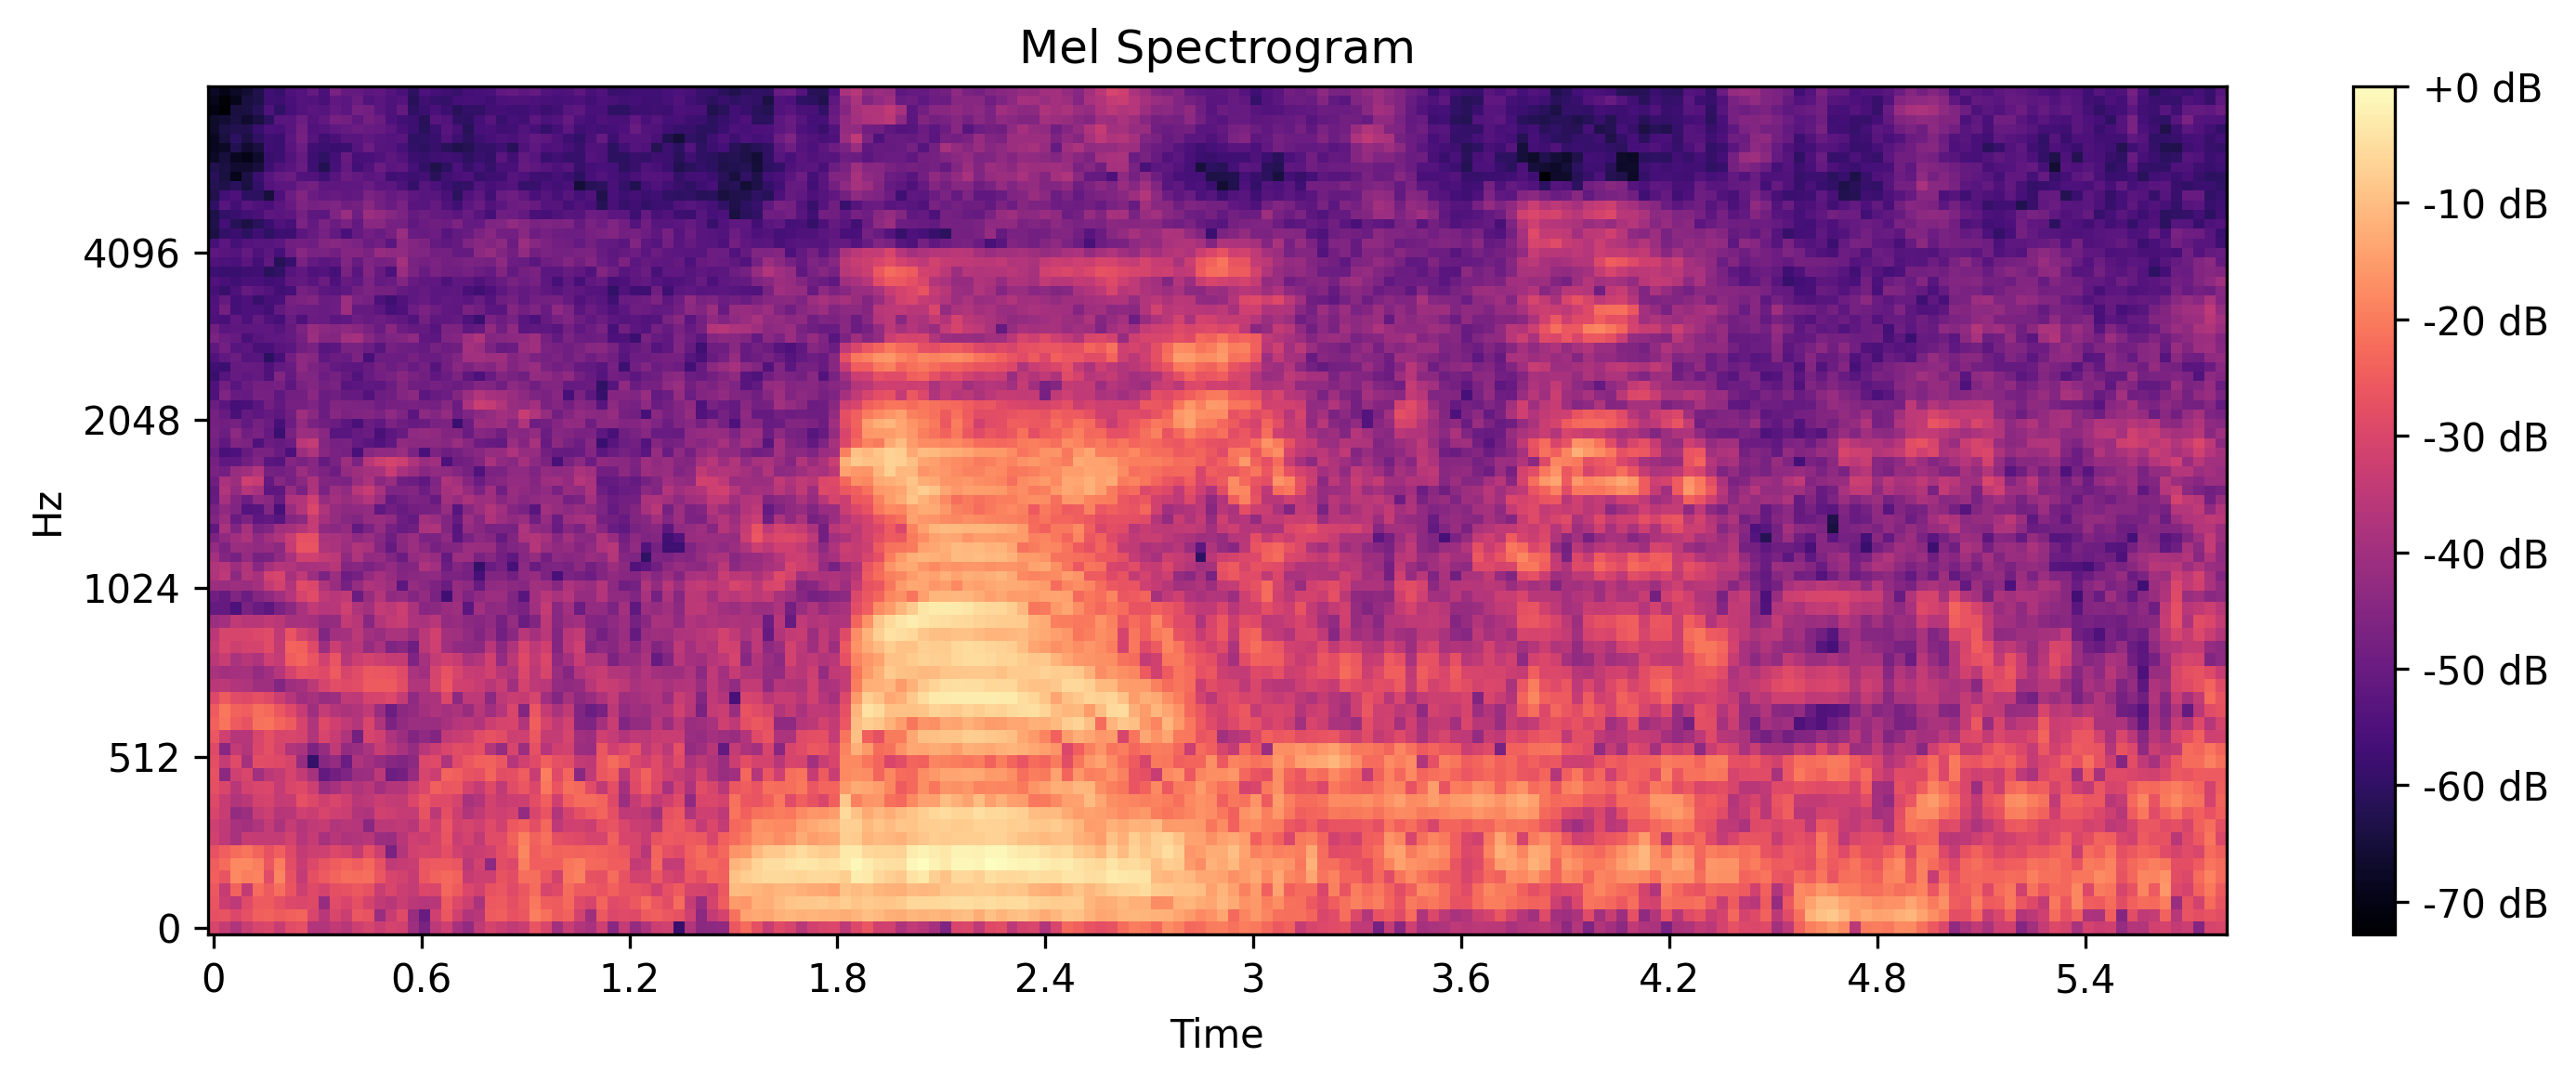 Mel Spectrogram
Hz
4096
2048
1024
512
0
0 0.6 1.2 1.8 2.4 3 3.6 4.2 4.8 5.4
Time
+0 dB
-10 dB
-20 dB
-30 dB
-40 dB
-50 dB
-60 dB
-70 dB